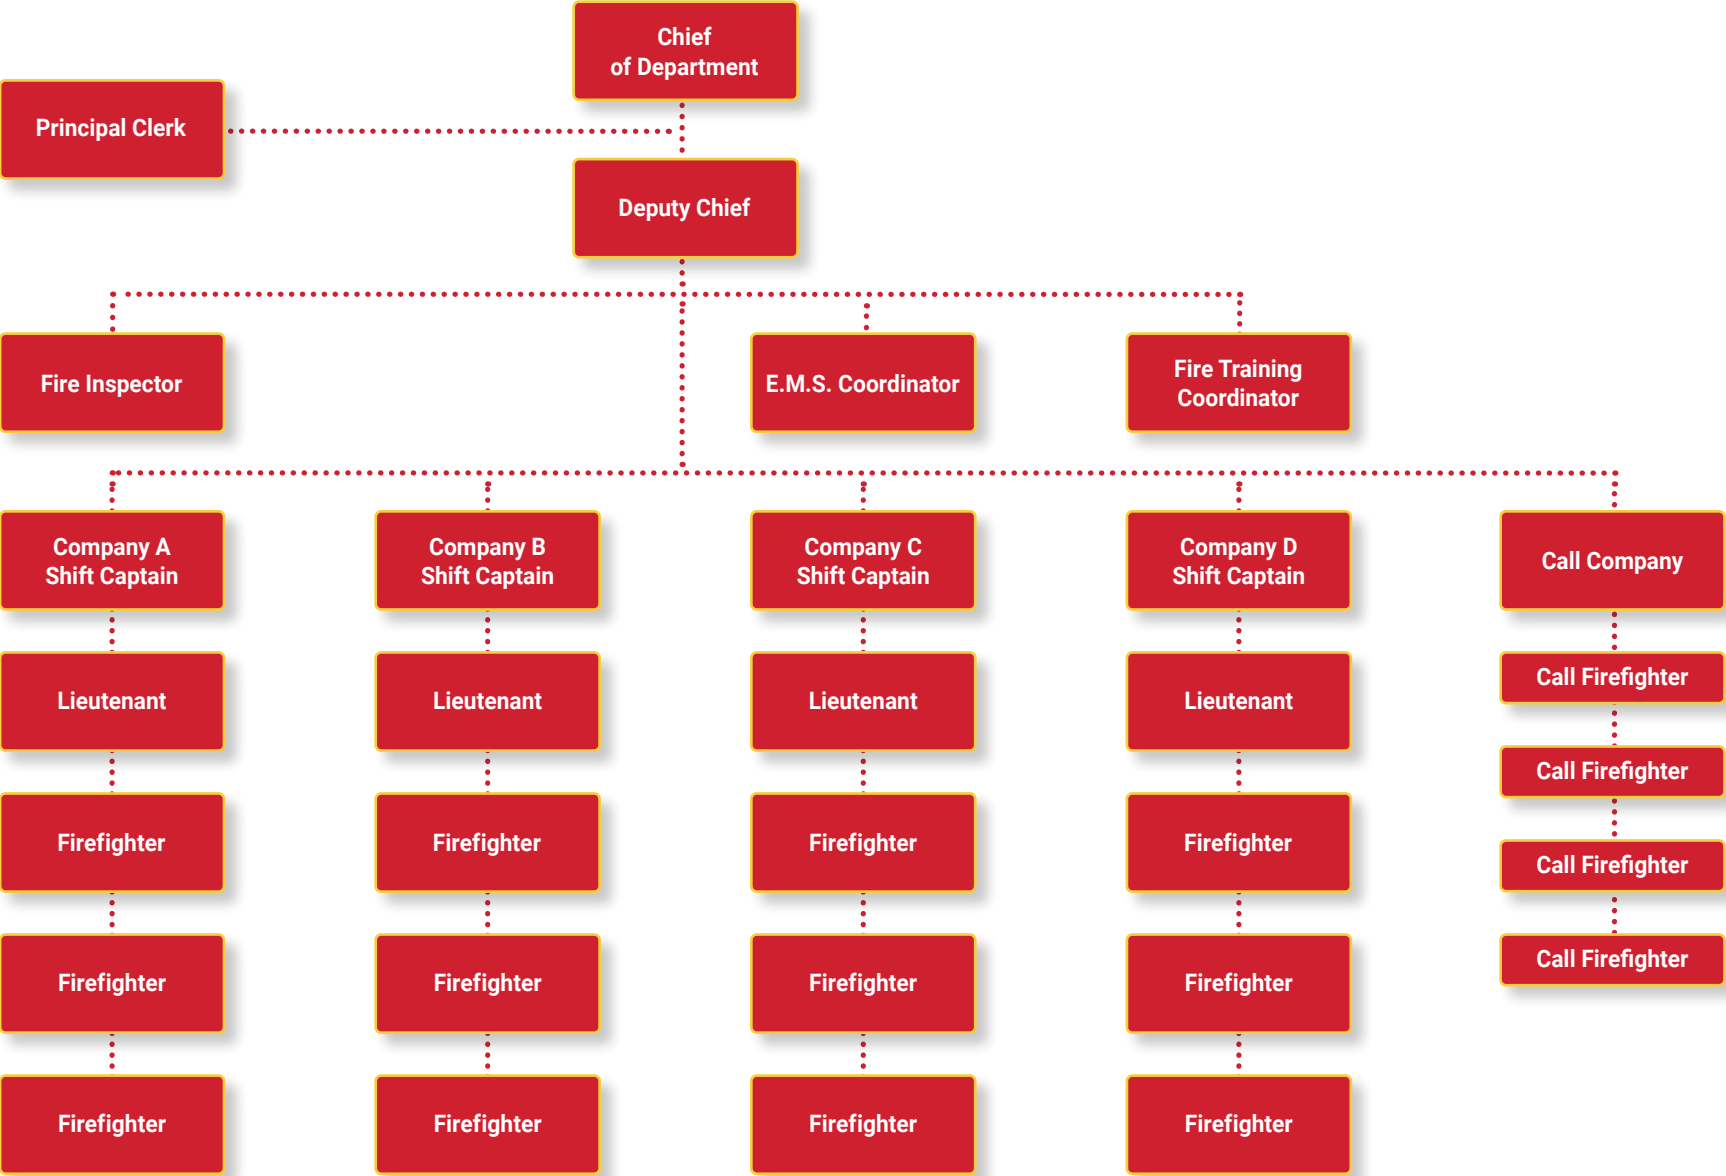 Chief
of Department
Principal Clerk
Deputy Chief
Fire Inspector
E.M.S. Coordinator
Fire Training
Coordinator
Company A
Shift Captain
Company B
Shift Captain
Company C
Shift Captain
Company D
Shift Captain
Call Company
Lieutenant
Lieutenant
Lieutenant
Lieutenant
Call Firefighter
Call Firefighter
Firefighter
Firefighter
Firefighter
Firefighter
Call Firefighter
Call Firefighter
Firefighter
Firefighter
Firefighter
Firefighter
Firefighter
Firefighter
Firefighter
Firefighter